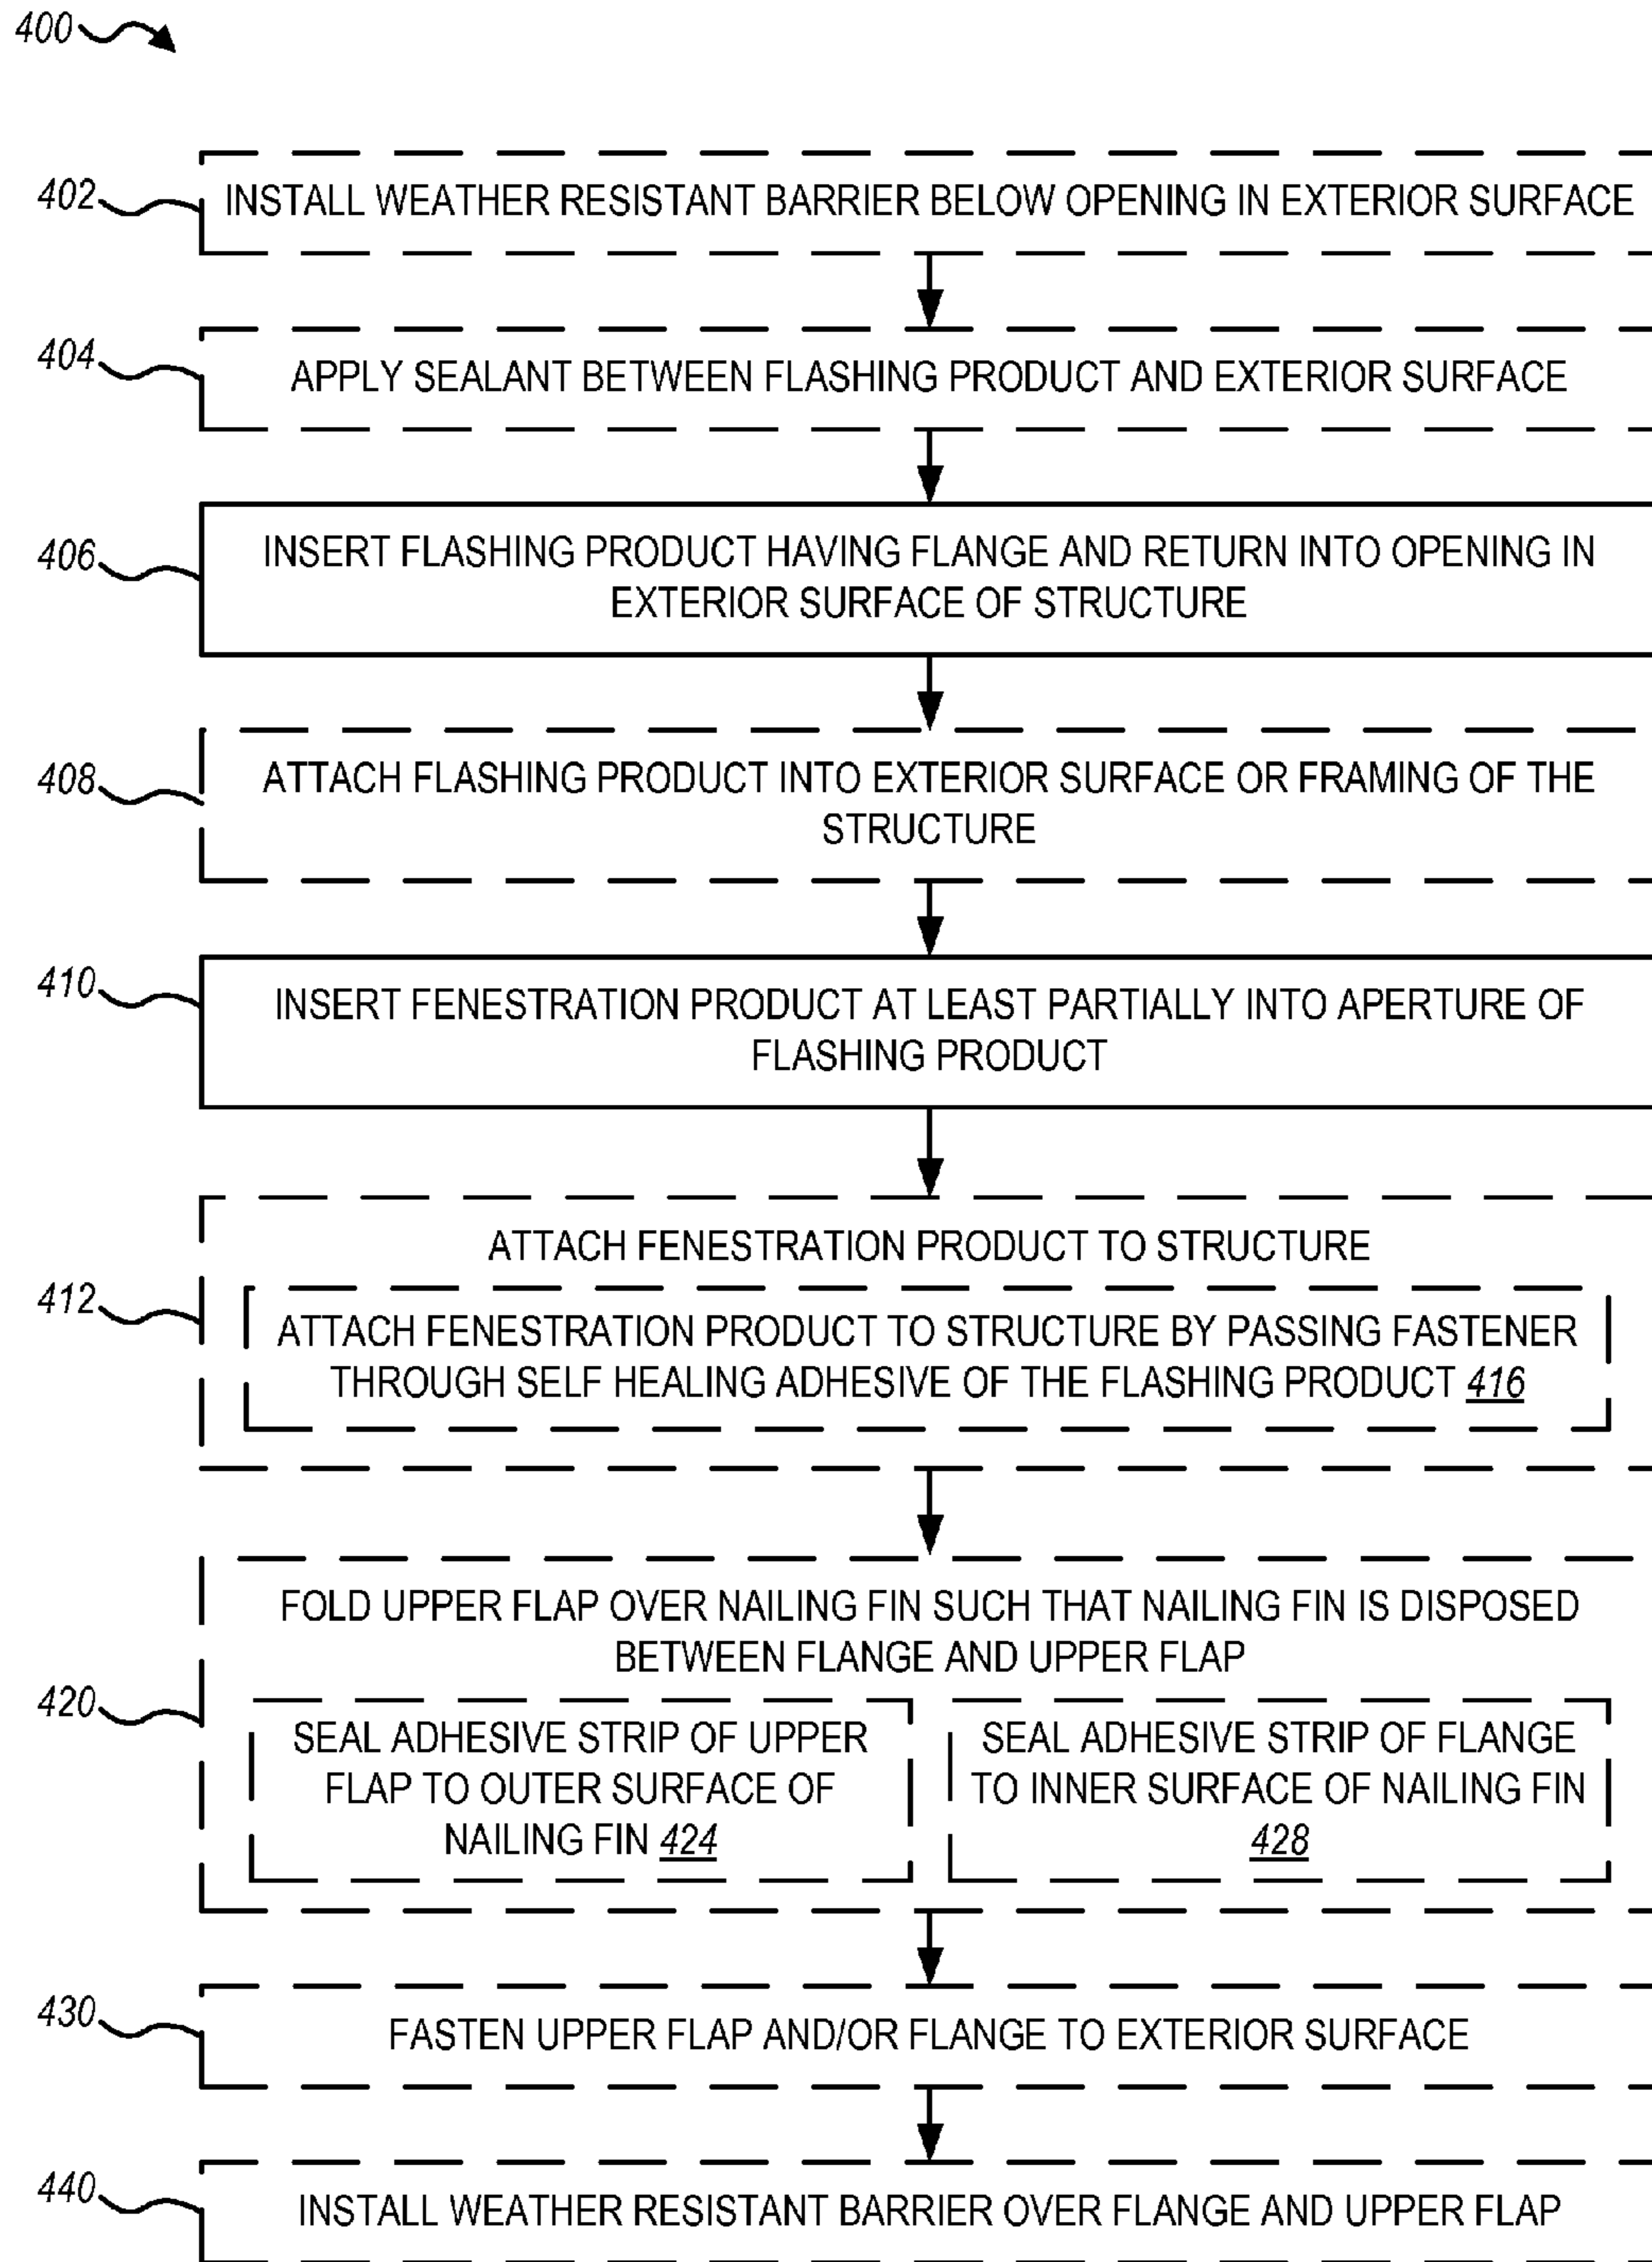 400
402
INSTALL WEATHER RESISTANT BARRIER BELOW OPENING IN EXTERIOR SURFACE
404
APPLY SEALANT BETWEEN FLASHING PRODUCT AND EXTERIOR SURFACE
406
INSERT FLASHING PRODUCT HAVING FLANGE AND RETURN INTO OPENING IN
EXTERIOR SURFACE OF STRUCTURE
408
ATTACH FLASHING PRODUCT INTO EXTERIOR SURFACE OR FRAMING OF THE
STRUCTURE
410
INSERT FENESTRATION PRODUCT AT LEAST PARTIALLY INTO APERTURE OF
FLASHING PRODUCT
412
ATTACH FENESTRATION PRODUCT TO STRUCTURE
ATTACH FENESTRATION PRODUCT TO STRUCTURE BY PASSING FASTENER
THROUGH SELF HEALING ADHESIVE OF THE FLASHING PRODUCT 416
420
FOLD UPPER FLAP OVER NAILING FIN SUCH THAT NAILING FIN IS DISPOSED
BETWEEN FLANGE AND UPPER FLAP
SEAL ADHESIVE STRIP OF UPPER
FLAP TO OUTER SURFACE OF
NAILING FIN 424
SEAL ADHESIVE STRIP OF FLANGE
TO INNER SURFACE OF NAILING FIN
428
430
FASTEN UPPER FLAP AND/OR FLANGE TO EXTERIOR SURFACE
440
INSTALL WEATHER RESISTANT BARRIER OVER FLANGE AND UPPER FLAP